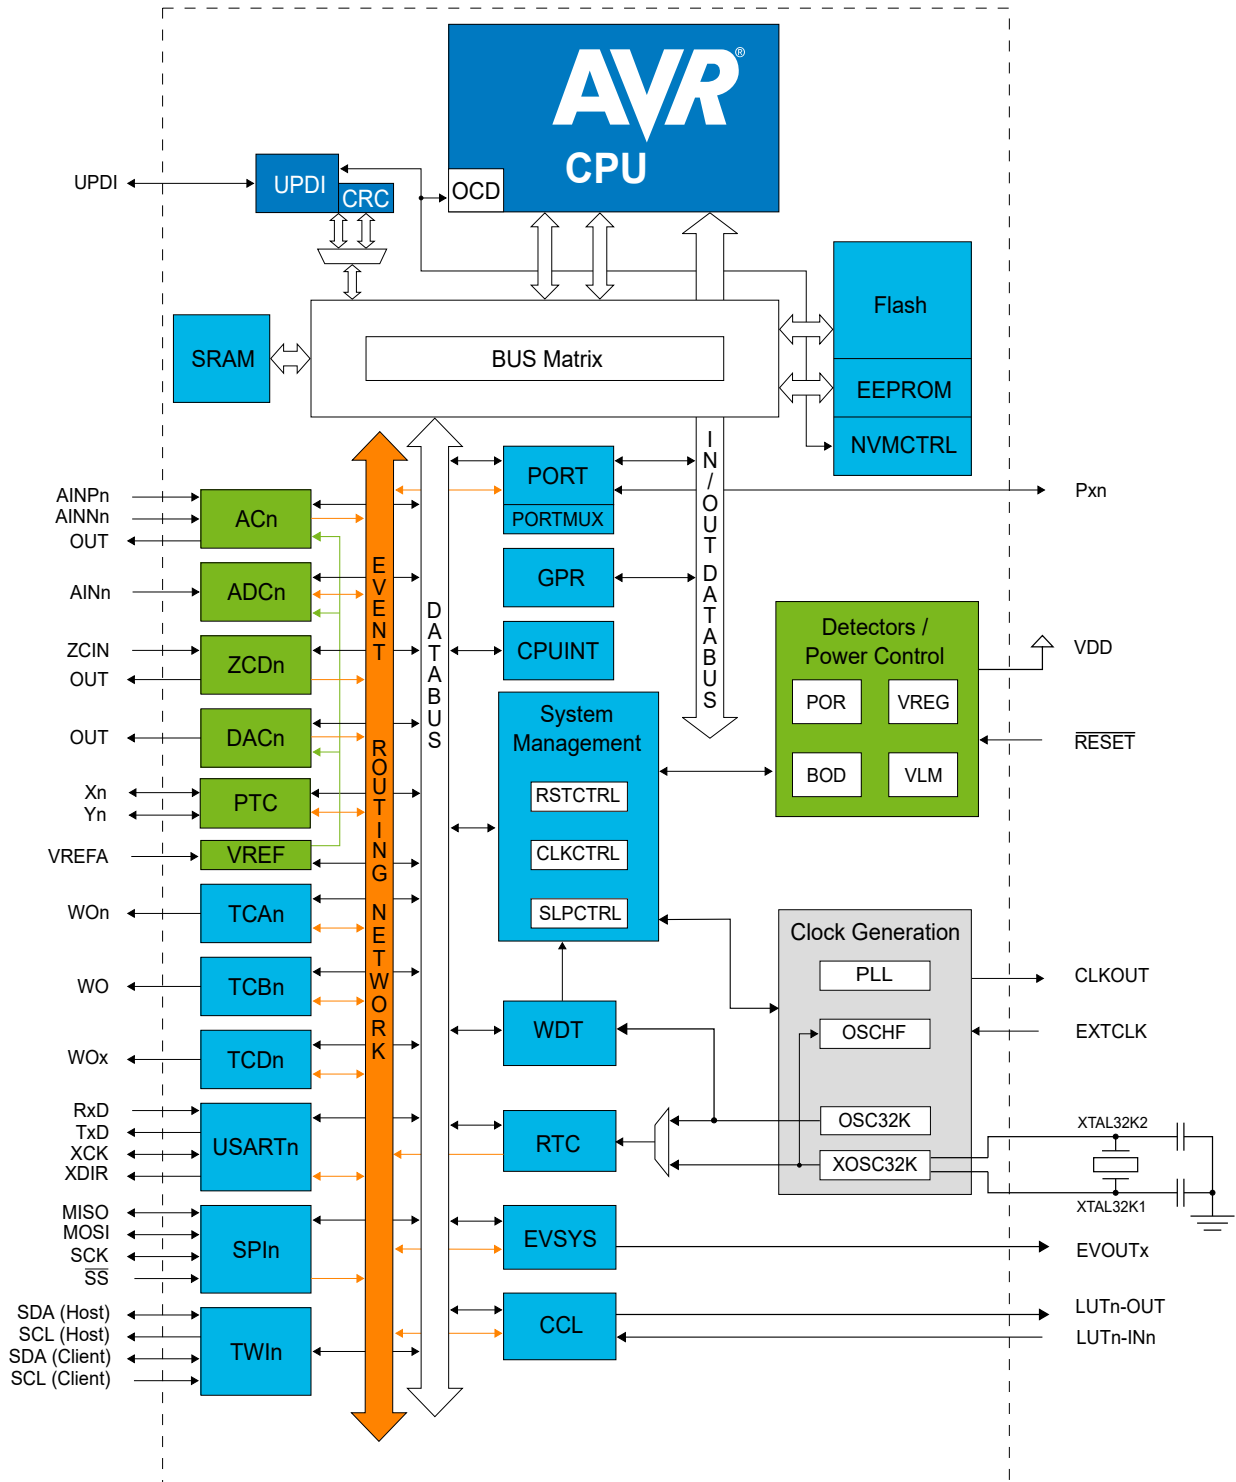 AVR®
CPU
OCD
UPDI
UPDI
CRC
Flash
EEPROM
NVMCTRL
SRAM
BUS Matrix
EVENT ROUTING NETWORK
DATABUS
IN/OUT DATABUS
AINPn
AINNn
OUT
ACn
AINn
ADCn
ZCIN
OUT
ZCDn
OUT
DACn
Xn
Yn
PTC
VREFA
VREF
WOn
TCAn
WO
TCBn
WOx
TCDn
RxD
TxD
XCK
XDIR
USARTn
MISO
MOSI
SCK
SS
SPIn
SDA (Host)
SCL (Host)
SDA (Client)
SCL (Client)
TWIn
PORT
PORTMUX
GPR
CPUINT
System
Management
RSTCTRL
CLKCTRL
SLPCTRL
WDT
RTC
EVSYS
CCL
Detectors /
Power Control
POR
VREG
BOD
VLM
Clock Generation
PLL
OSCHF
OSC32K
XOSC32K
Pxn
VDD
RESET
CLKOUT
EXTCLK
XTAL32K2
XTAL32K1
EVOUTx
LUTn-OUT
LUTn-INn